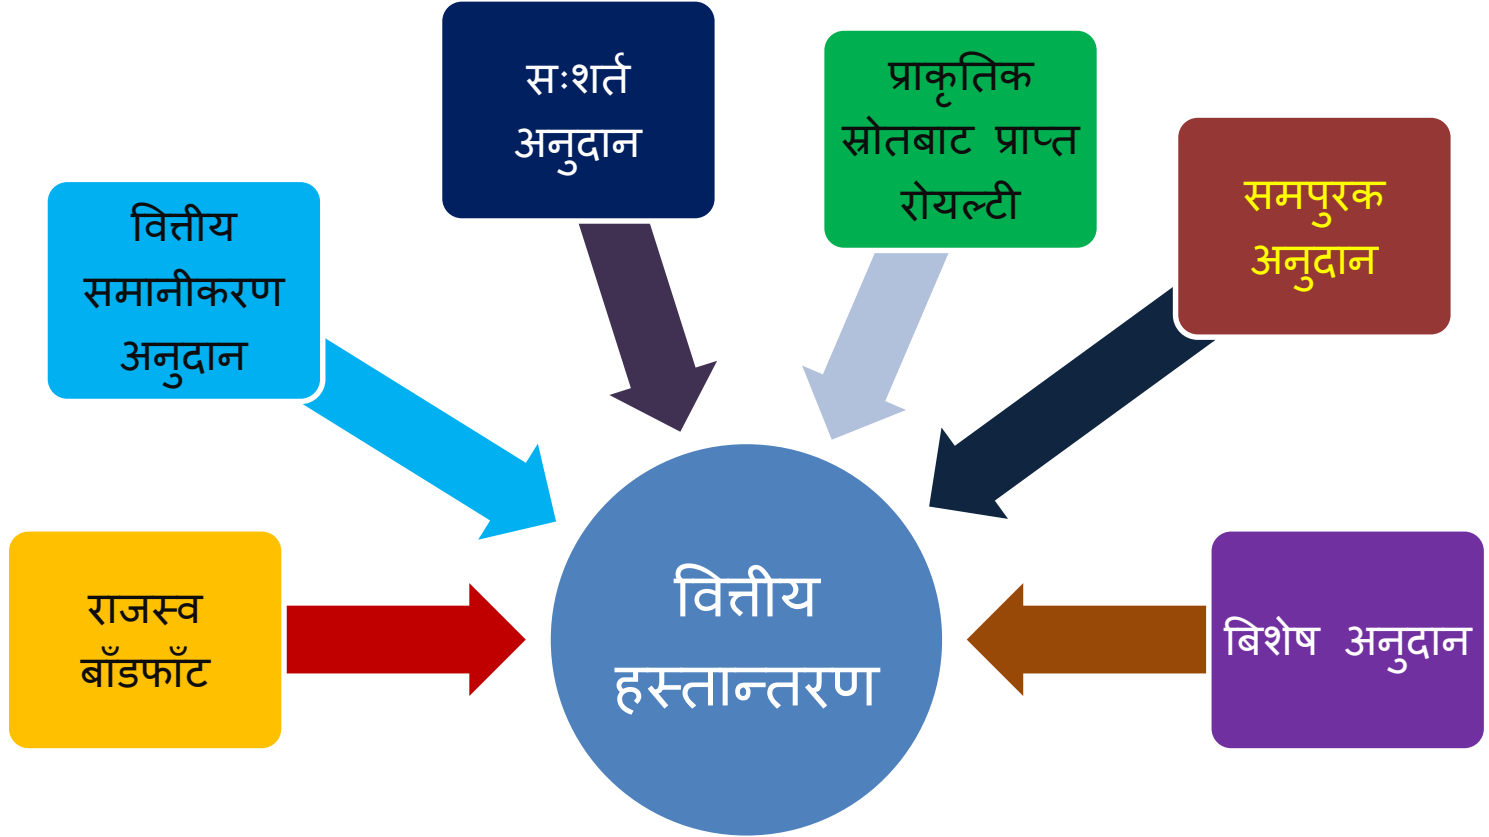 सःशर्त
अनुदान
प्राकृतिक
स्रोतबाट प्राप्त
रोयल्टी
समपुरक
अनुदान
वित्तीय
समानीकरण
अनुदान
राजस्व
बाँडफाँट
वित्तीय
हस्तान्तरण
बिशेष अनुदान